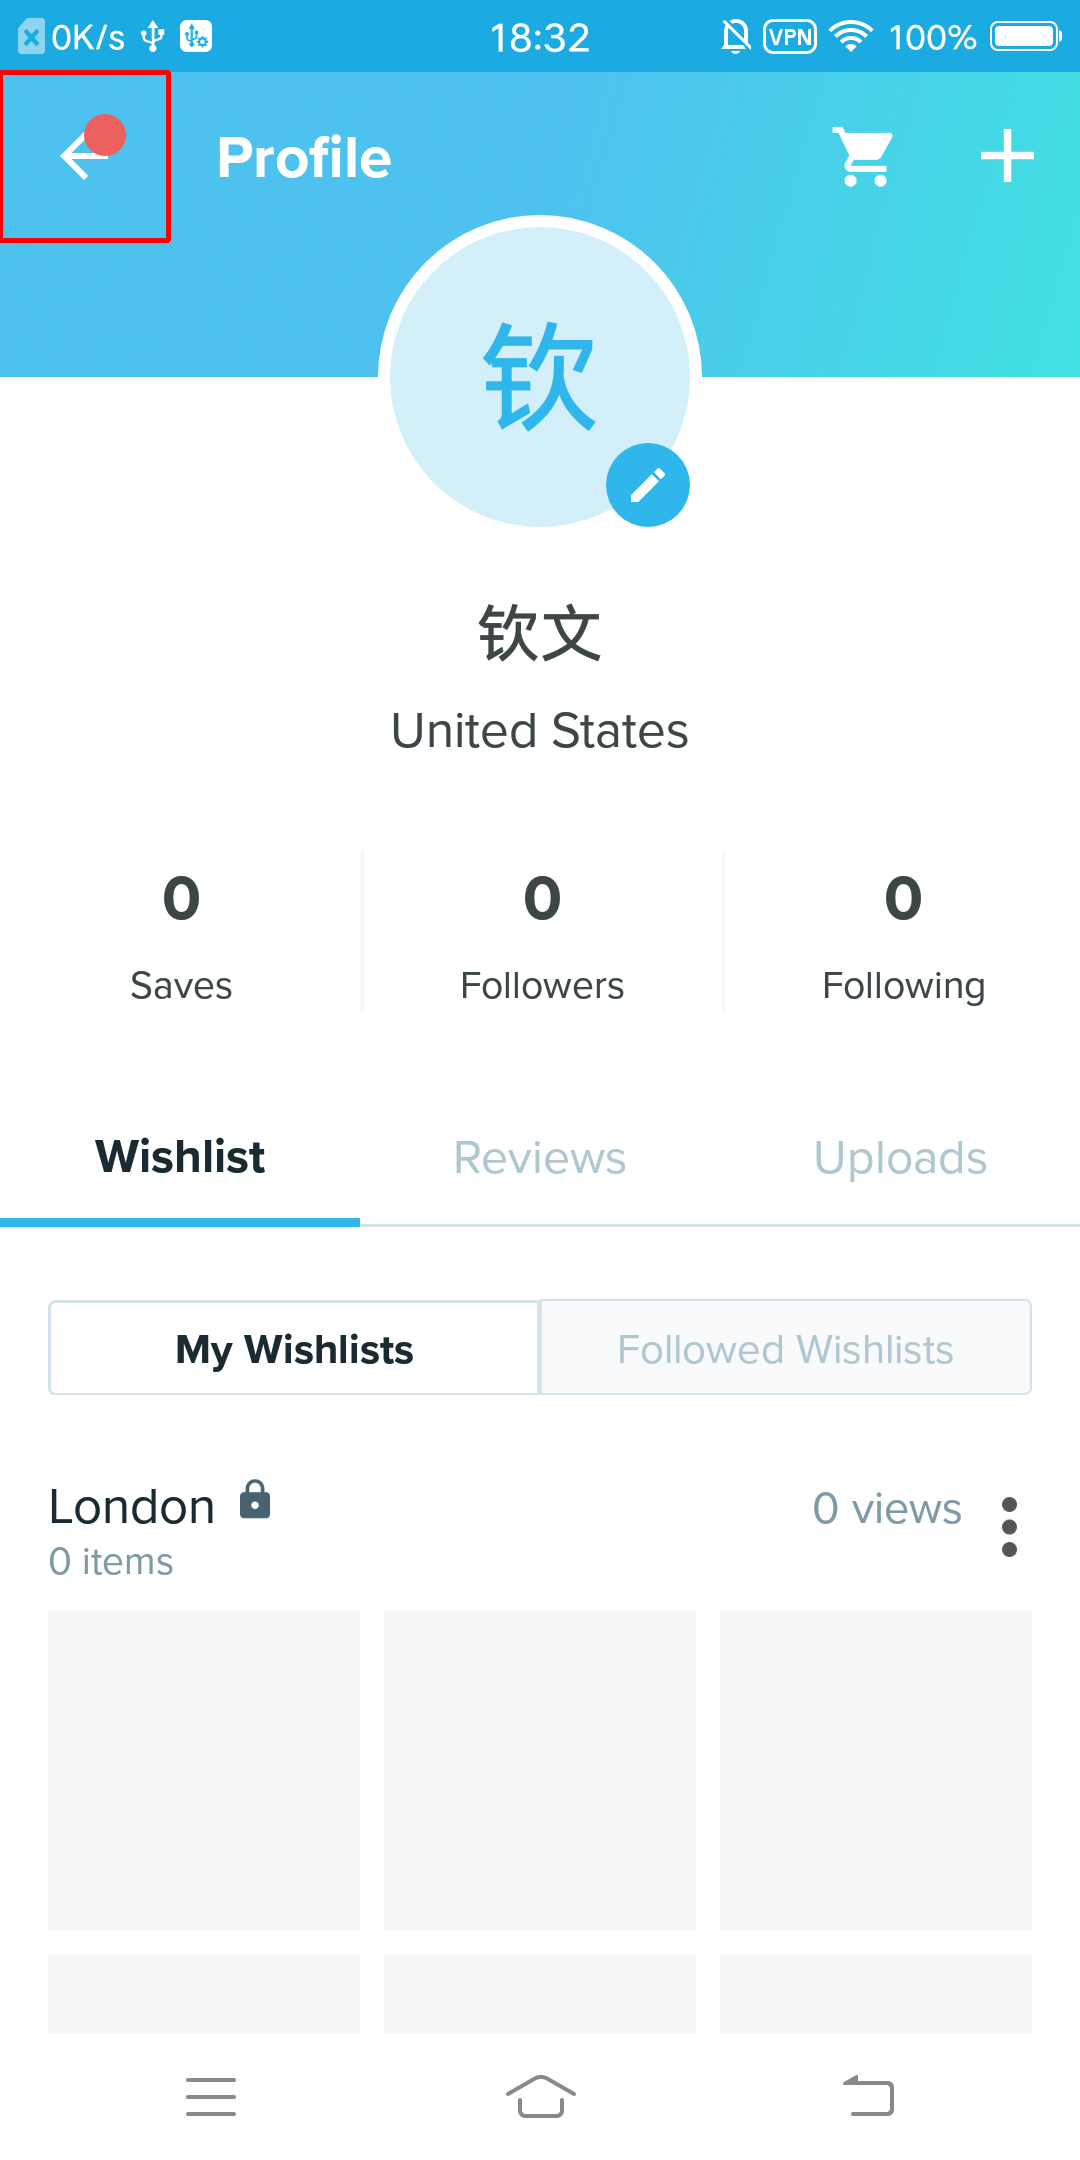 0K/s 18:32 VPN 100%
Profile
钦
钦文
United States
0 0 0
Saves Followers Following
Wishlist Reviews Uploads
My Wishlists Followed Wishlists
London 0 views
0 items